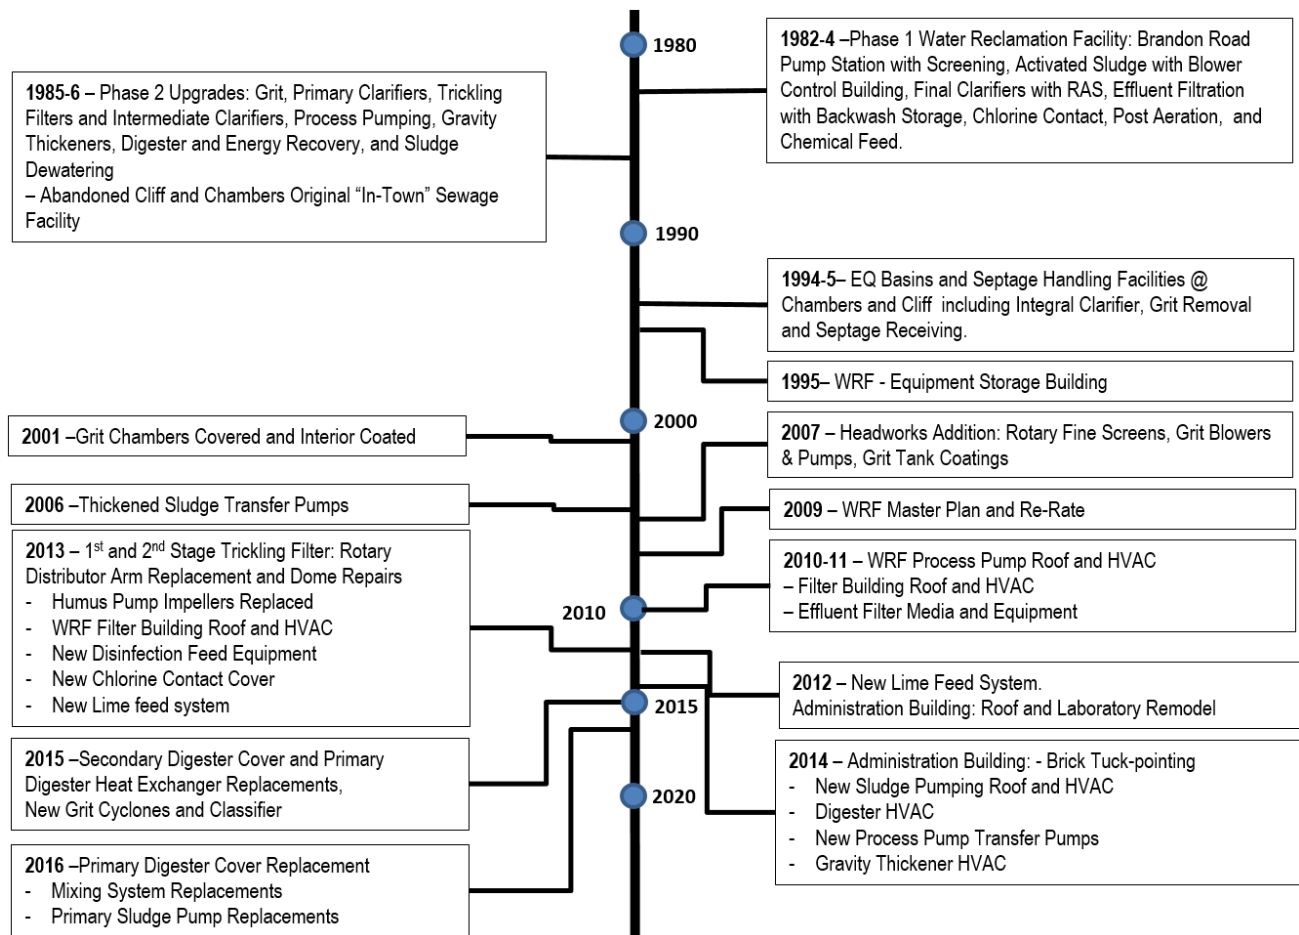 1980
1982-4 –Phase 1 Water Reclamation Facility: Brandon Road
Pump Station with Screening, Activated Sludge with Blower
Control Building, Final Clarifiers with RAS, Effluent Filtration
with Backwash Storage, Chlorine Contact, Post Aeration, and
Chemical Feed.
1985-6 – Phase 2 Upgrades: Grit, Primary Clarifiers, Trickling
Filters and Intermediate Clarifiers, Process Pumping, Gravity
Thickeners, Digester and Energy Recovery, and Sludge
Dewatering
– Abandoned Cliff and Chambers Original “In-Town” Sewage
Facility
1990
1994-5– EQ Basins and Septage Handling Facilities @
Chambers and Cliff including Integral Clarifier, Grit Removal
and Septage Receiving.
1995– WRF - Equipment Storage Building
2000
2001 –Grit Chambers Covered and Interior Coated
2007 – Headworks Addition: Rotary Fine Screens, Grit Blowers
& Pumps, Grit Tank Coatings
2006 –Thickened Sludge Transfer Pumps
2009 – WRF Master Plan and Re-Rate
2013 – 1st and 2nd Stage Trickling Filter: Rotary
Distributor Arm Replacement and Dome Repairs
- Humus Pump Impellers Replaced
- WRF Filter Building Roof and HVAC
- New Disinfection Feed Equipment
- New Chlorine Contact Cover
- New Lime feed system
2010-11 – WRF Process Pump Roof and HVAC
– Filter Building Roof and HVAC
– Effluent Filter Media and Equipment
2010
2012 – New Lime Feed System.
Administration Building: Roof and Laboratory Remodel
2015
2015 –Secondary Digester Cover and Primary
Digester Heat Exchanger Replacements,
New Grit Cyclones and Classifier
2014 – Administration Building: - Brick Tuck-pointing
- New Sludge Pumping Roof and HVAC
- Digester HVAC
- New Process Pump Transfer Pumps
- Gravity Thickener HVAC
2020
2016 –Primary Digester Cover Replacement
- Mixing System Replacements
- Primary Sludge Pump Replacements